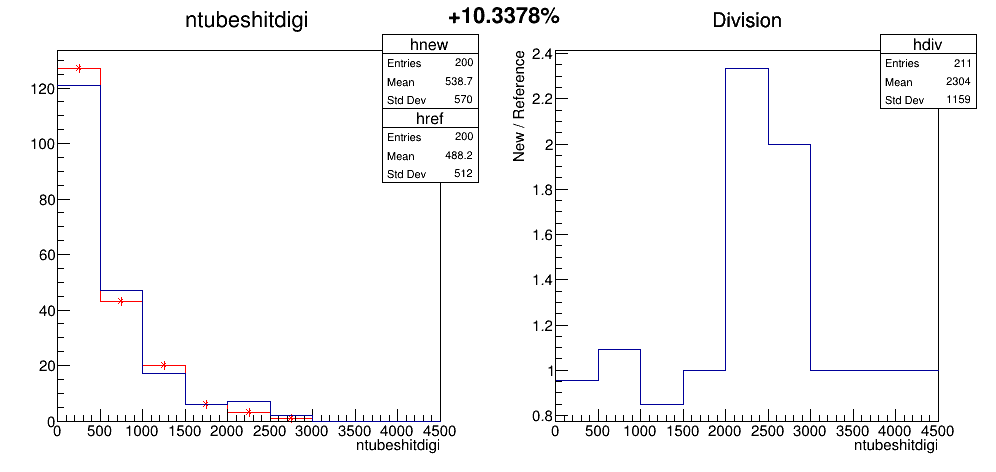 ntubeshitdigi
+10.3378%
Division
hnew
Entries 200
Mean 538.7
Std Dev 570
href
Entries 200
Mean 488.2
Std Dev 512
120
100
80
60
40
20
0
0 500 1000 1500 2000 2500 3000 3500 4000 4500
ntubeshitdigi
hdiv
Entries 211
Mean 2304
Std Dev 1159
New / Reference
2.4
2.2
2
1.8
1.6
1.4
1.2
1
0.8
0 500 1000 1500 2000 2500 3000 3500 4000 4500
ntubeshitdigi